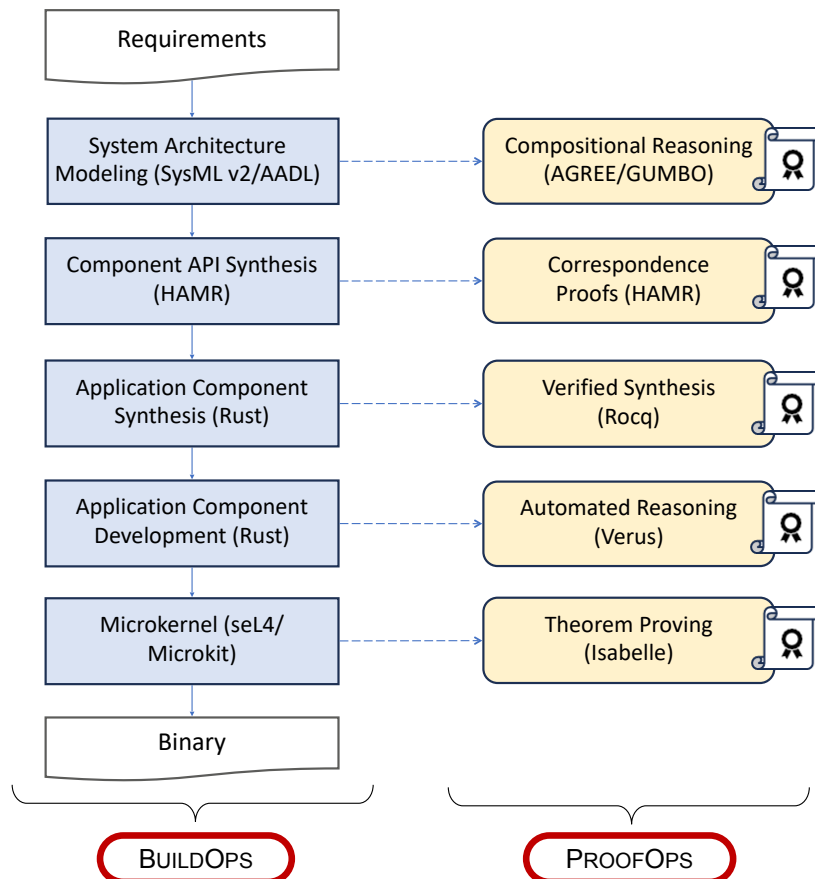 Requirements
System Architecture
Modeling (SysML v2/AADL)
Compositional Reasoning
(AGREE/GUMBO)
Component API Synthesis
(HAMR)
Correspondence
Proofs (HAMR)
Application Component
Synthesis (Rust)
Verified Synthesis
(Rocq)
Application Component
Development (Rust)
Automated Reasoning
(Verus)
Microkernel (seL4/
Microkit)
Theorem Proving
(Isabelle)
Binary
BUILDOPS
PROOFOPS